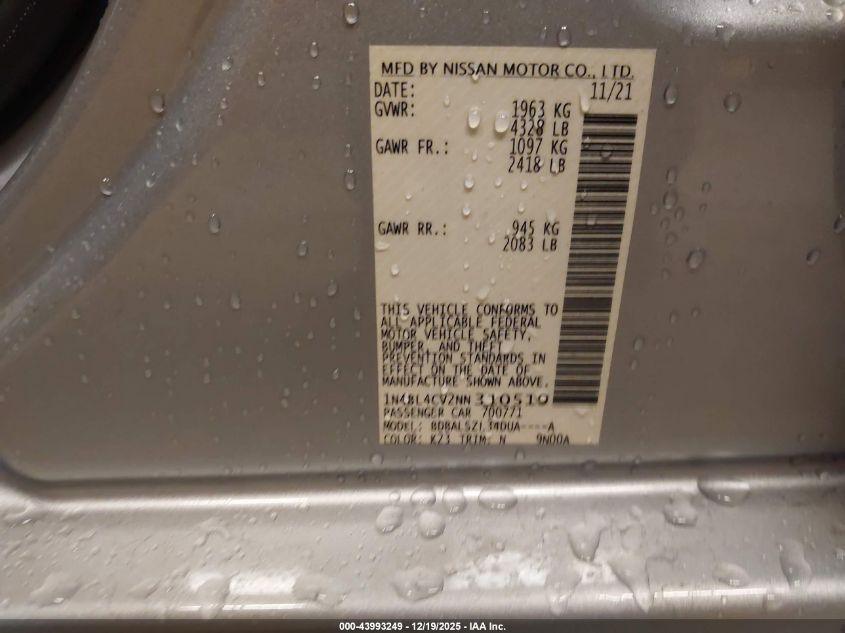 MFD BY NISSAN MOTOR CO., LTD.
DATE: 11/21
GVWR: 1963 KG
4328 LB
GAWR FR.: 1097 KG
2418 LB
GAWR RR.: 945 KG
2083 LB
THIS VEHICLE CONFORMS TO
ALL APPLICABLE FEDERAL
MOTOR VEHICLE SAFETY,
BUMPER, AND THEFT
PREVENTION STANDARDS IN
EFFECT ON THE DATE OF
MANUFACTURE SHOWN ABOVE.
1N4BL4CV2NN310510
PASSENGER CAR 700771
MODEL: BDBALSZL34DUA----A
COLOR: K23 TRIM: N 9N00A
000-43993249 - 12/19/2025 - IAA Inc.